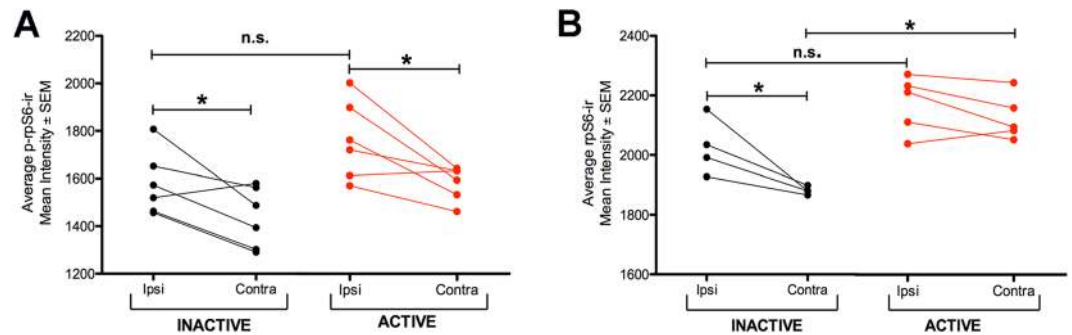 A
Average p-rpS6-ir
Mean Intensity ± SEM
2200
2000
1800
1600
1400
1200
n.s.
*
*
Ipsi Contra Ipsi Contra
INACTIVE ACTIVE
B
Average rpS6-ir
Mean Intensity ± SEM
2400
2200
2000
1800
1600
*
n.s.
*
Ipsi Contra Ipsi Contra
INACTIVE ACTIVE